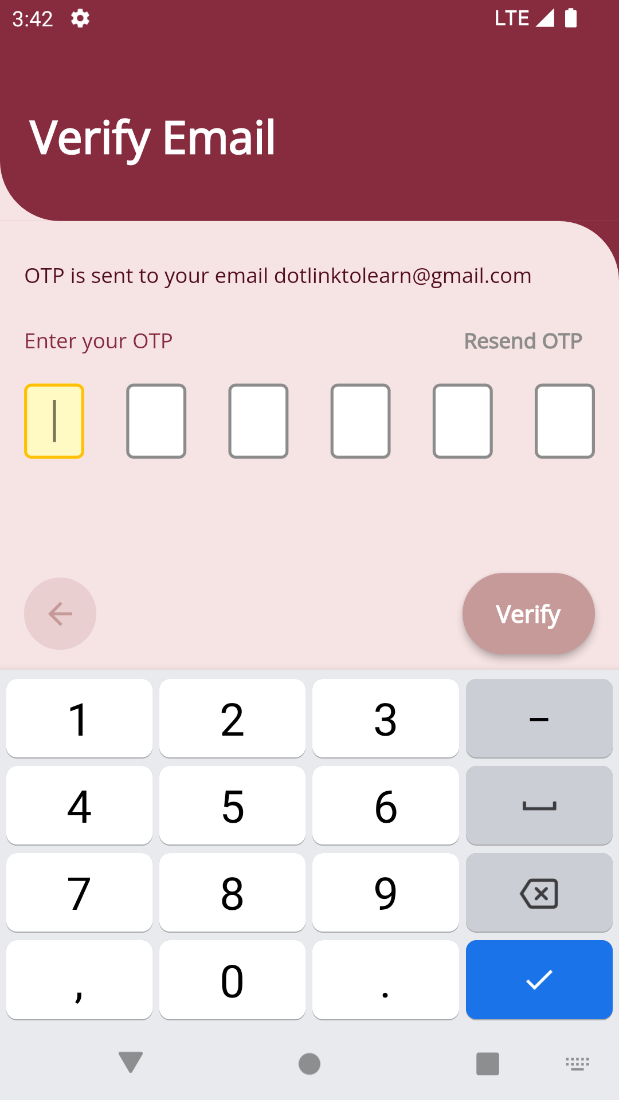 3:42 LTE
Verify Email
OTP is sent to your email dotlinktolearn@gmail.com
Enter your OTP Resend OTP
Verify
1 2 3 –
4 5 6
7 8 9
, 0 .